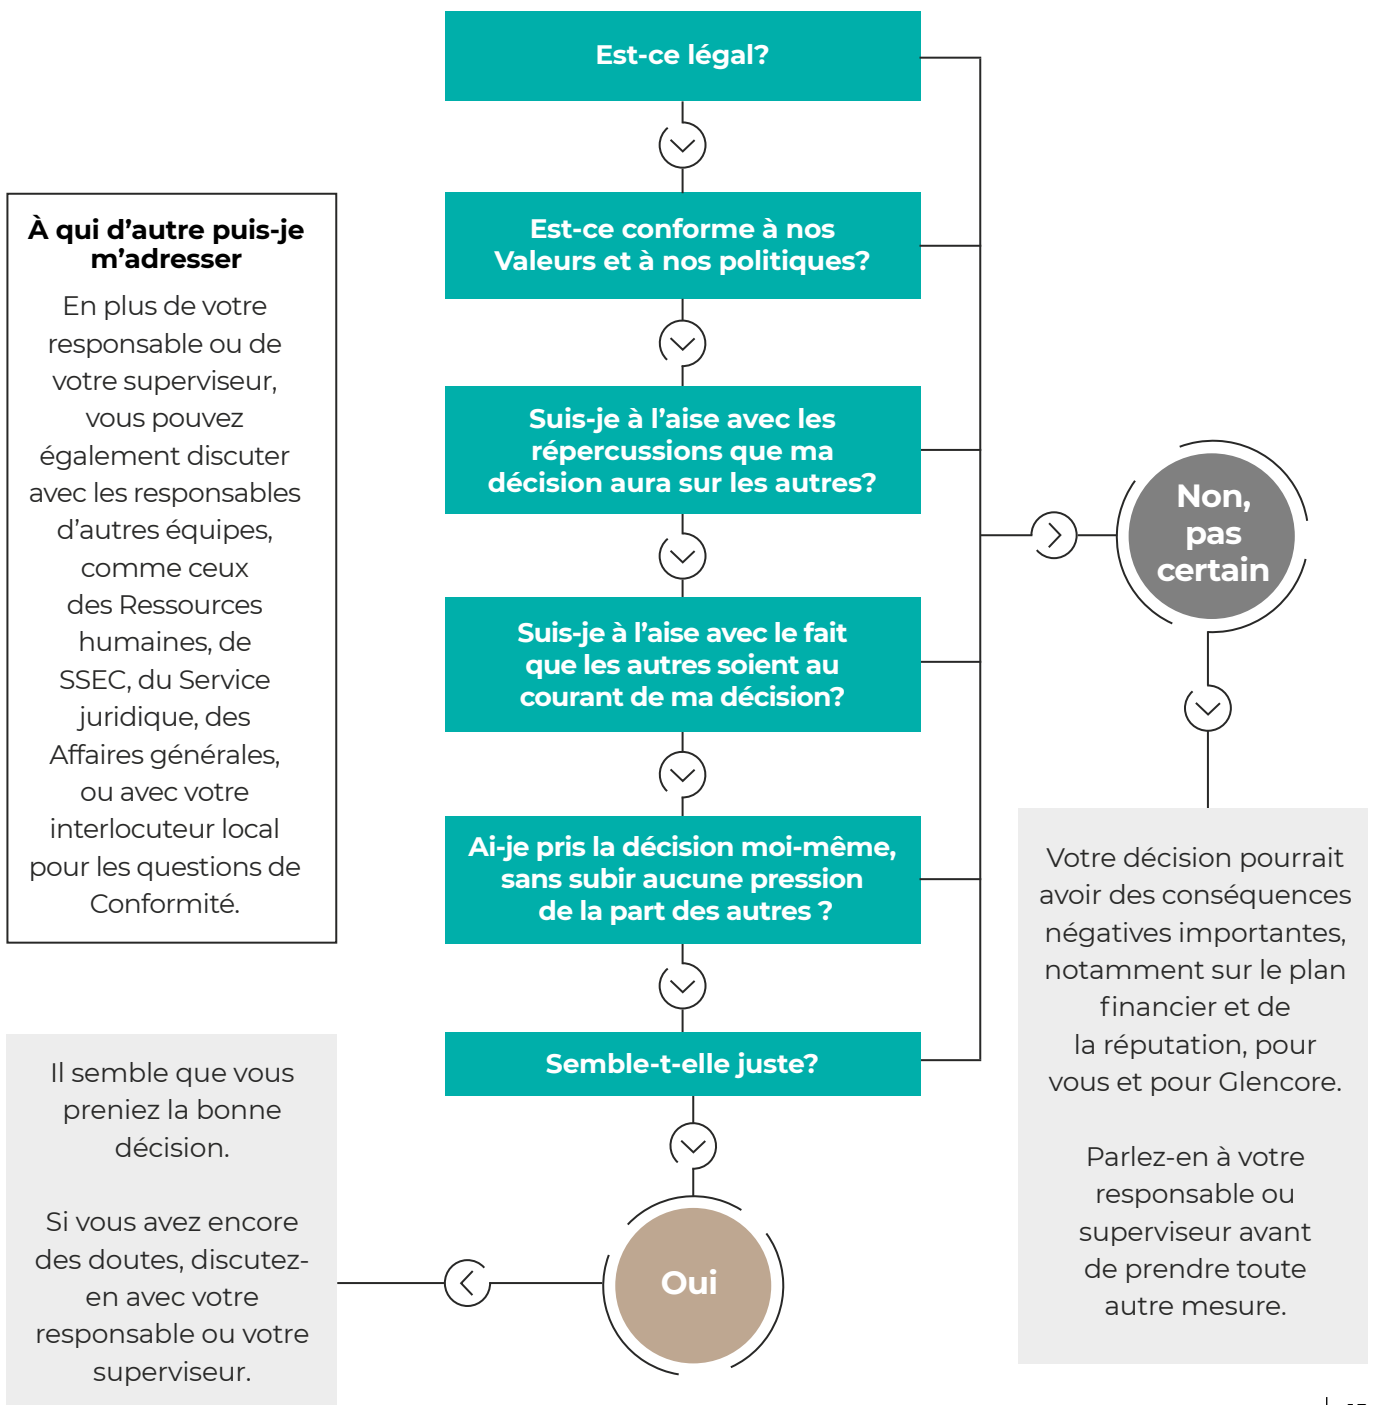 Est-ce légal?
Est-ce conforme à nos
Valeurs et à nos politiques?
Suis-je à l’aise avec les
répercussions que ma
décision aura sur les autres?
Suis-je à l’aise avec le fait
que les autres soient au
courant de ma décision?
Ai-je pris la décision moi-même,
sans subir aucune pression
de la part des autres ?
Semble-t-elle juste?
Oui
Non,
pas
certain
À qui d’autre puis-je
m’adresser
En plus de votre
responsable ou de
votre superviseur,
vous pouvez
également discuter
avec les responsables
d’autres équipes,
comme ceux
des Ressources
humaines, de
SSEC, du Service
juridique, des
Affaires générales,
ou avec votre
interlocuteur local
pour les questions de
Conformité.
Il semble que vous
preniez la bonne
décision.
Si vous avez encore
des doutes, discutez-
en avec votre
responsable ou votre
superviseur.
Votre décision pourrait
avoir des conséquences
négatives importantes,
notamment sur le plan
financier et de
la réputation, pour
vous et pour Glencore.
Parlez-en à votre
responsable ou
superviseur avant
de prendre toute
autre mesure.